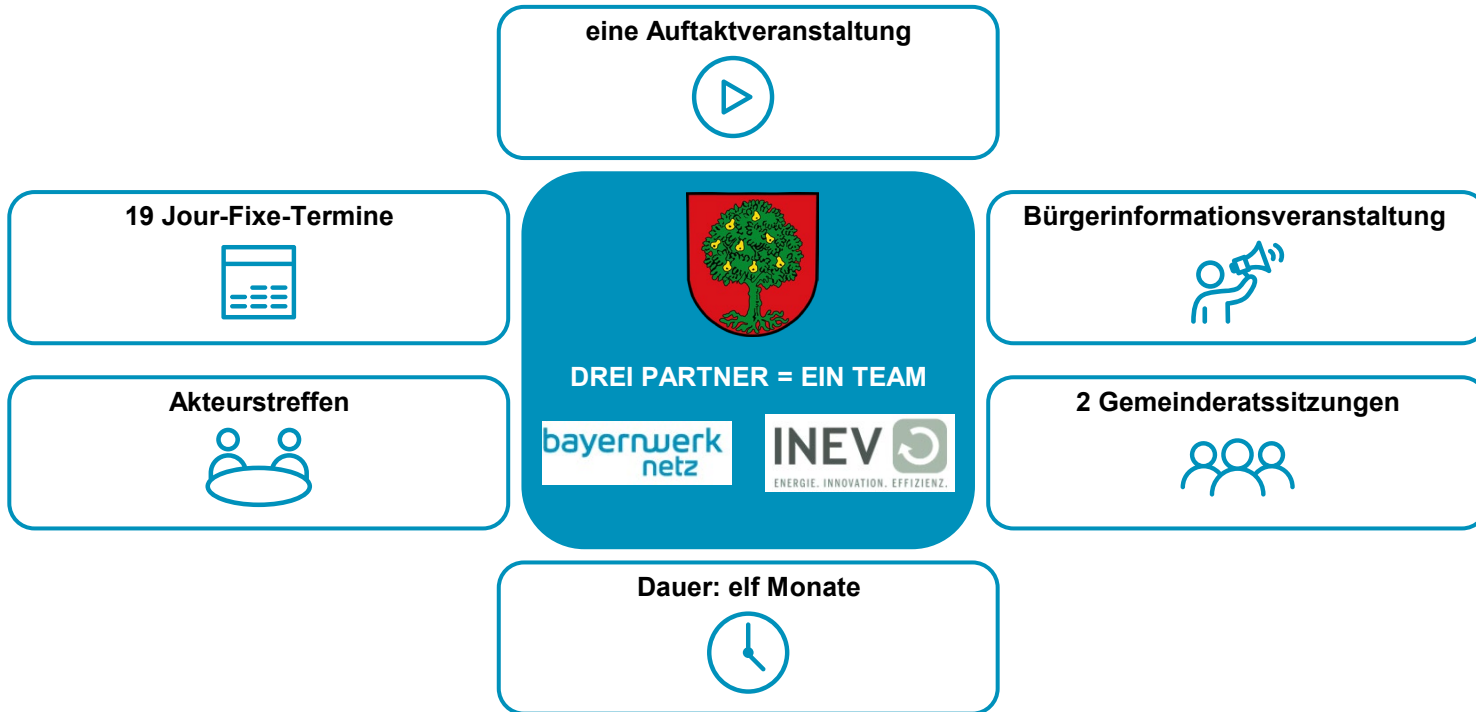 eine Auftaktveranstaltung
19 Jour-Fixe-Termine
Bürgerinformationsveranstaltung
DREI PARTNER = EIN TEAM
bayernwerk
netz
INEV
ENERGIE. INNOVATION. EFFIZIENZ.
Akteurstreffen
2 Gemeinderatssitzungen
Dauer: elf Monate